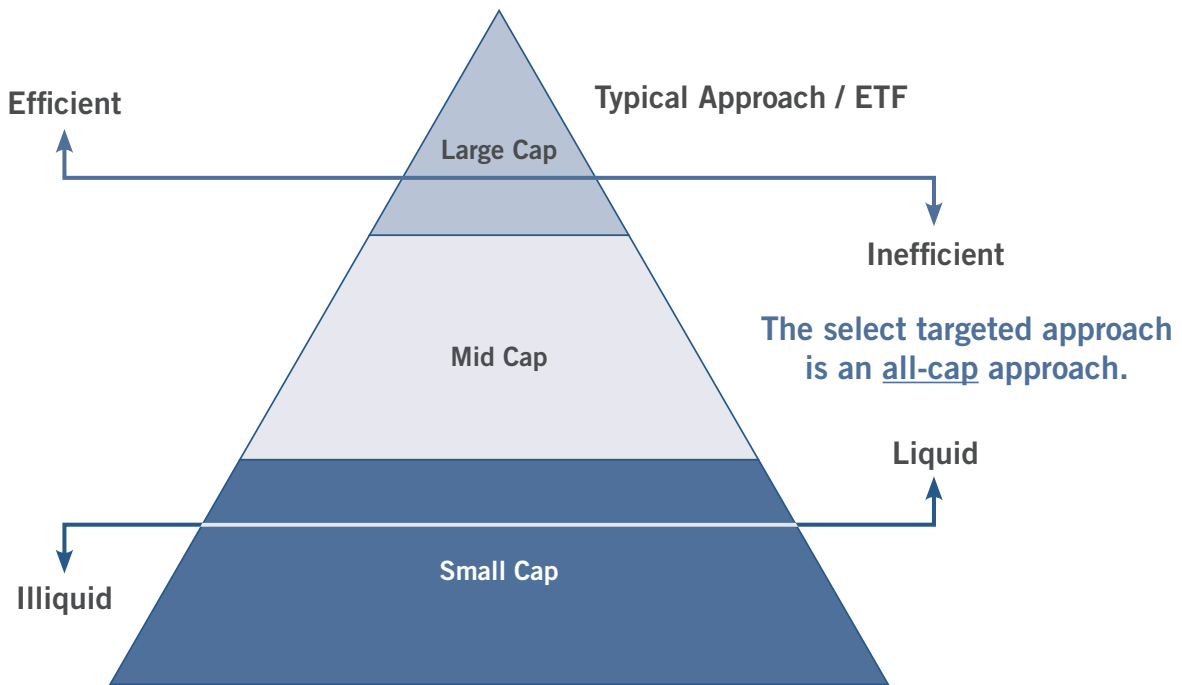 Typical Approach / ETF
Efficient
Large Cap
Inefficient
The select targeted approach
is an all-cap approach.
Mid Cap
Liquid
Small Cap
Illiquid